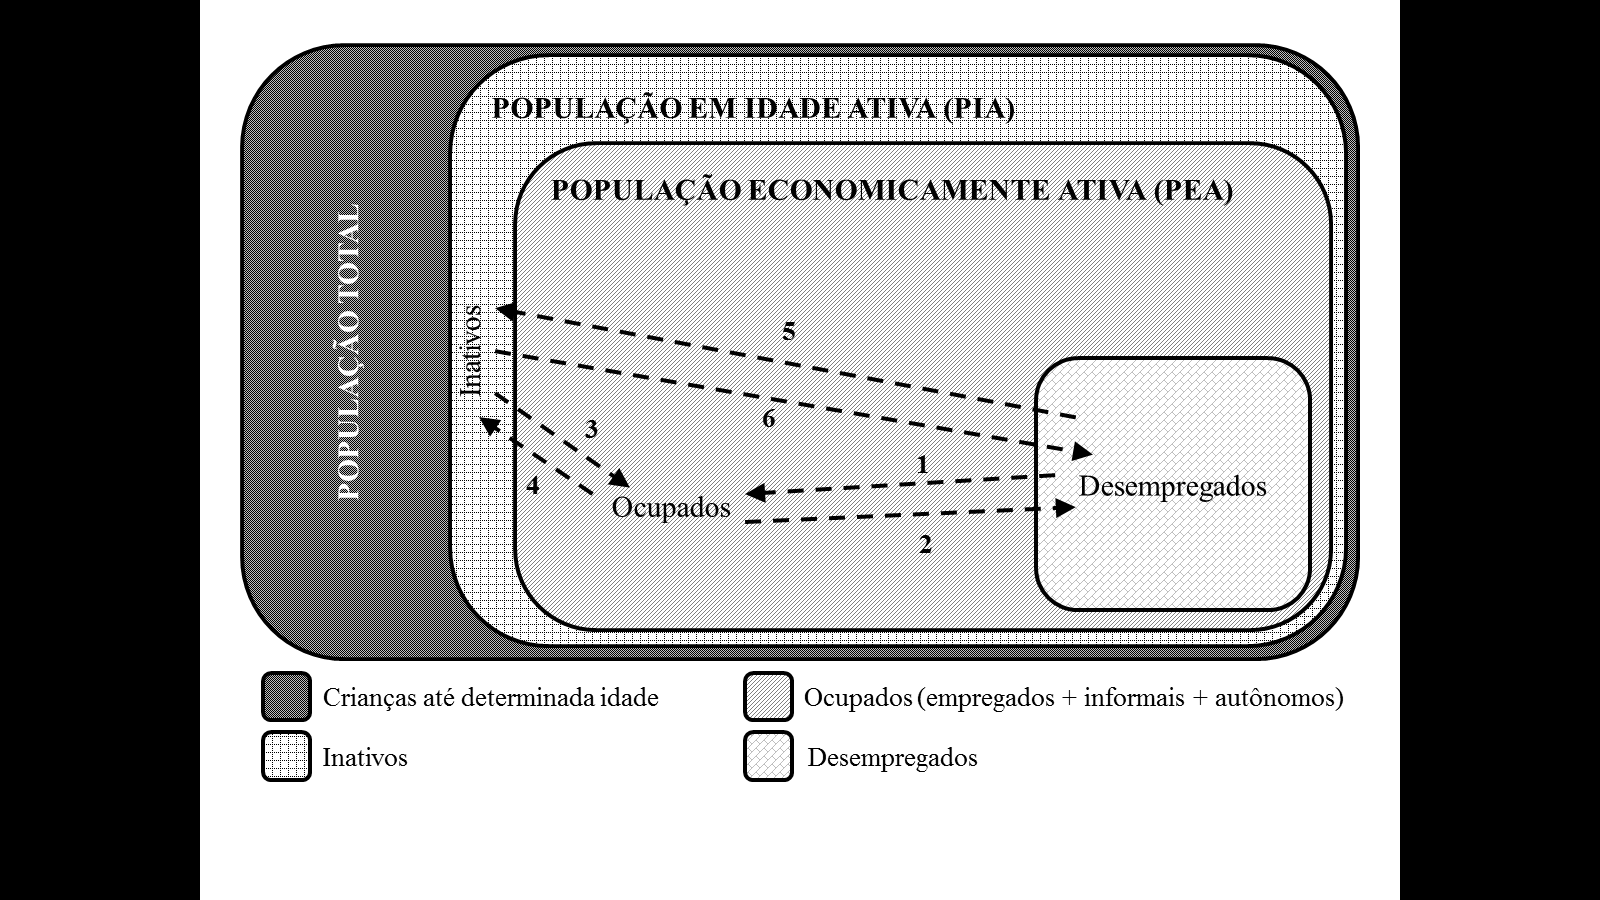 POPULAÇÃO EM IDADE ATIVA (PIA)
POPULAÇÃO ECONOMICAMENTE ATIVA (PEA)
POPULAÇÃO TOTAL
Inativos
5
6
3
4
1
2
Ocupados
Desempregados
Crianças até determinada idade
Ocupados (empregados + informais + autônomos)
Inativos
Desempregados